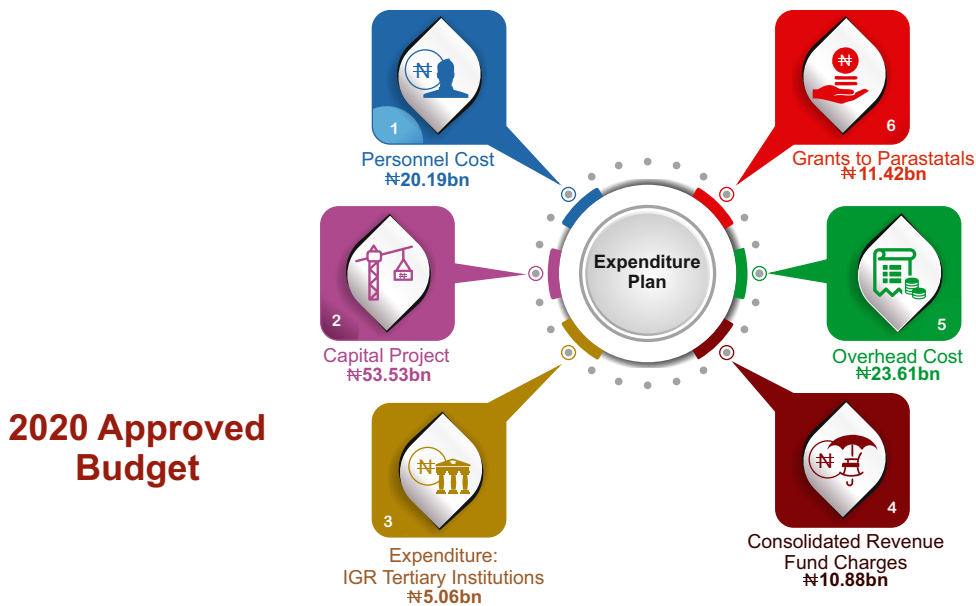 2020 Approved
Budget
Expenditure
Plan
₦
1
Personnel Cost
₦20.19bn
₦
2
Capital Project
₦53.53bn
₦
3
Expenditure:
IGR Tertiary Institutions
₦5.06bn
₦
4
Consolidated Revenue
Fund Charges
₦10.88bn
5
Overhead Cost
₦23.61bn
₦
6
Grants to Parastatals
₦11.42bn